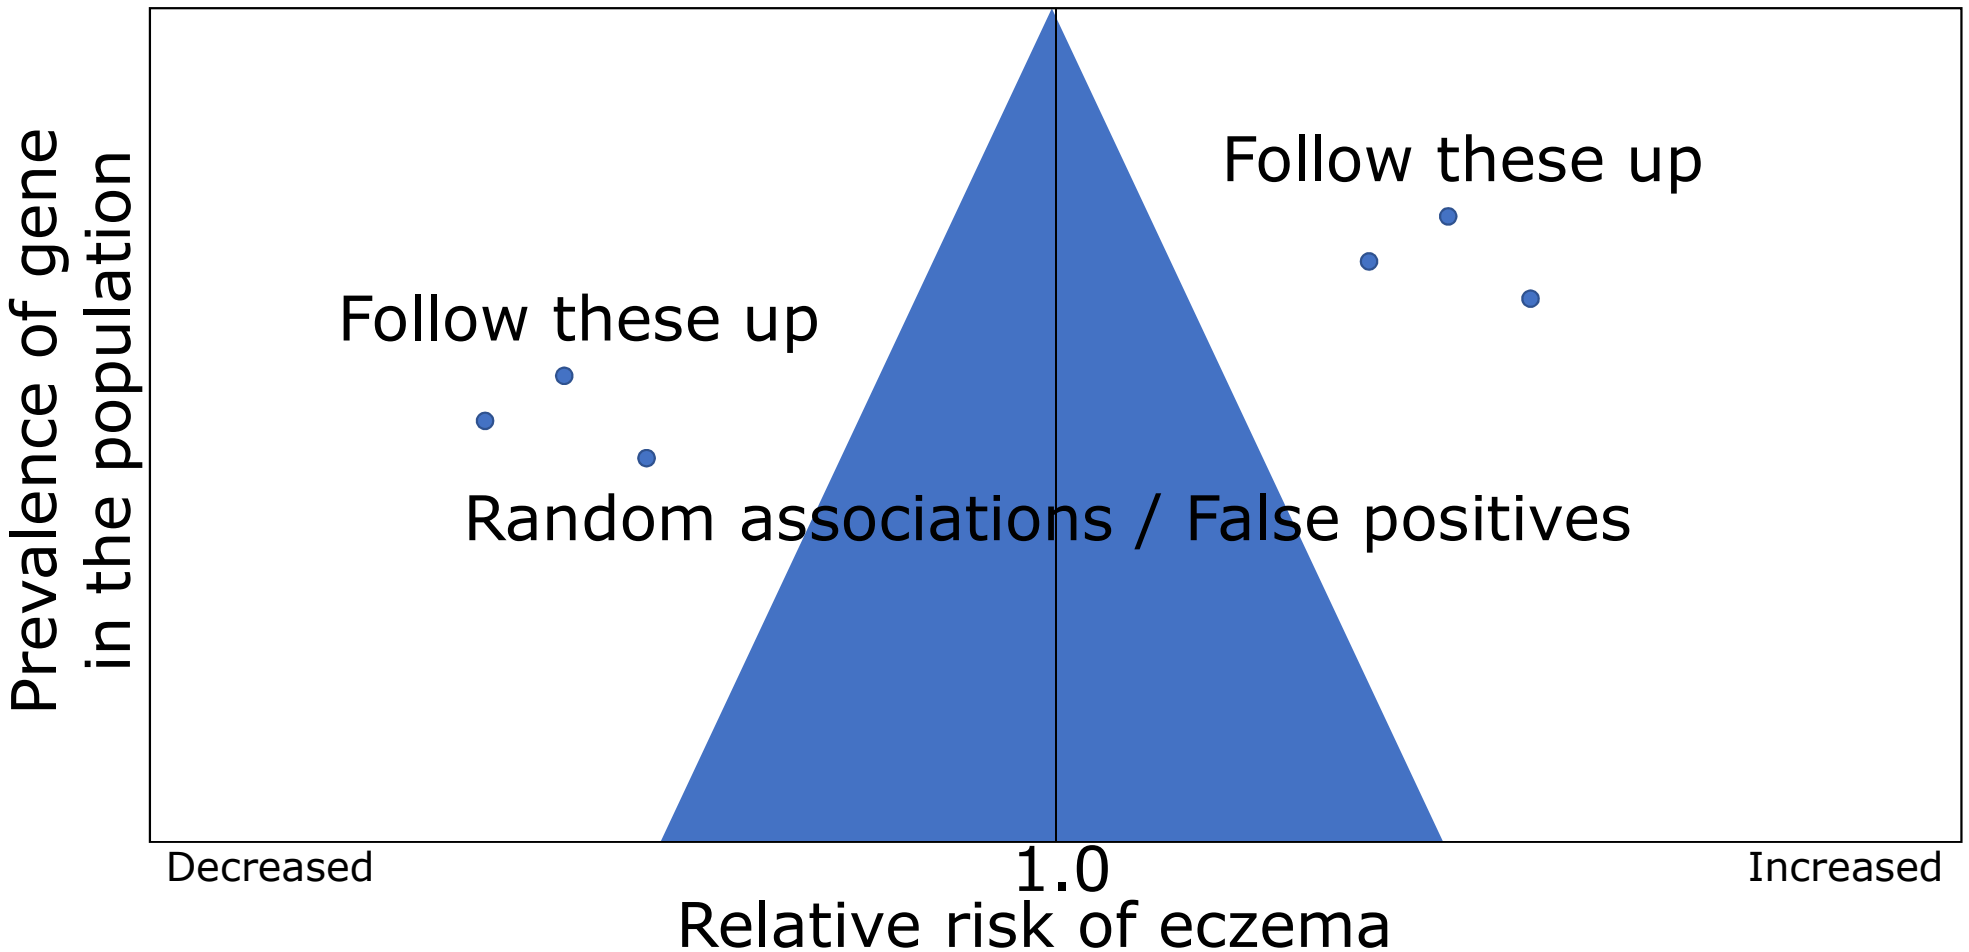 Prevalence of gene
in the population
Follow these up
Follow these up
Random associations / False positives
Decreased
1.0
Increased
Relative risk of eczema